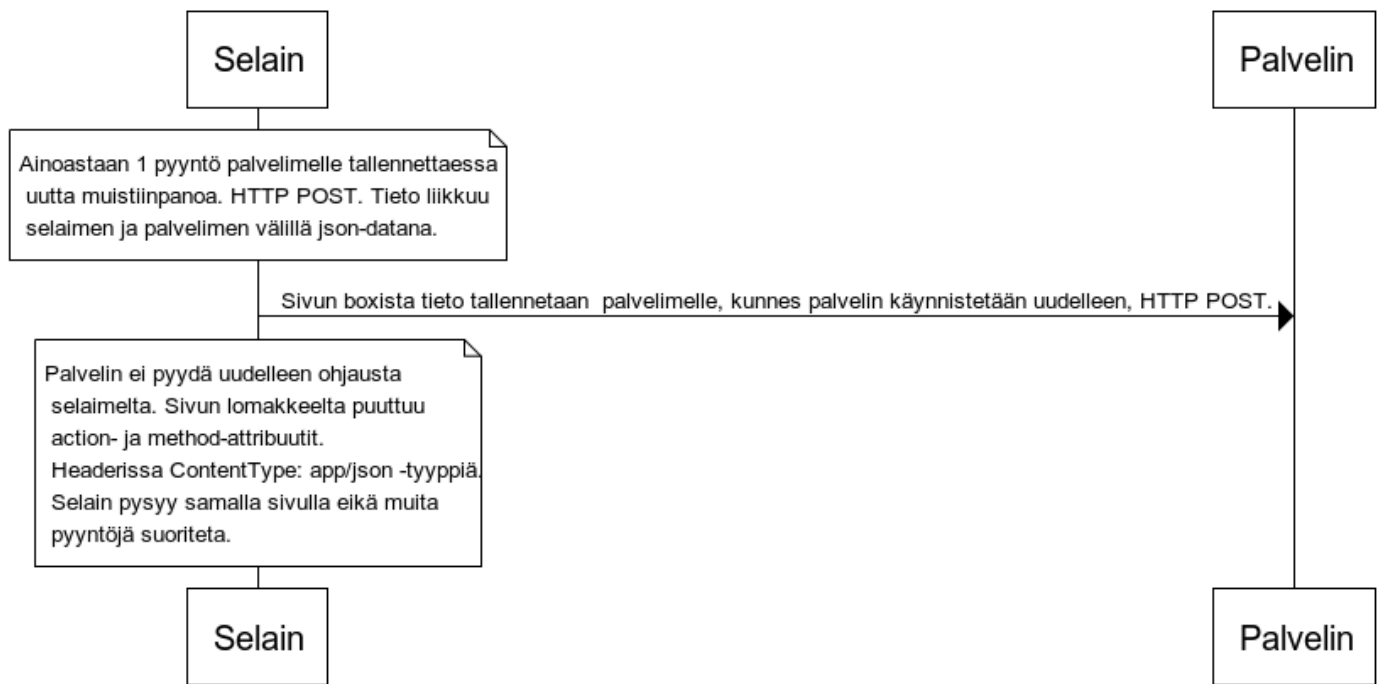 Selain
Palvelin
Ainoastaan 1 pyyntö palvelimelle tallennettaessa
uutta muistiinpanoa. HTTP POST. Tieto liikkuu
selaimen ja palvelimen välillä json-datana.
Sivun boxista tieto tallennetaan  palvelimelle, kunnes palvelin käynnistetään uudelleen, HTTP POST.
Palvelin ei pyydä uudelleen ohjausta
selaimelta. Sivun lomakkeelta puuttuu
action- ja method-attribuutit.
Headerissa ContentType: app/json -tyyppiä.
Selain pysyy samalla sivulla eikä muita
pyyntöjä suoriteta.
Selain
Palvelin